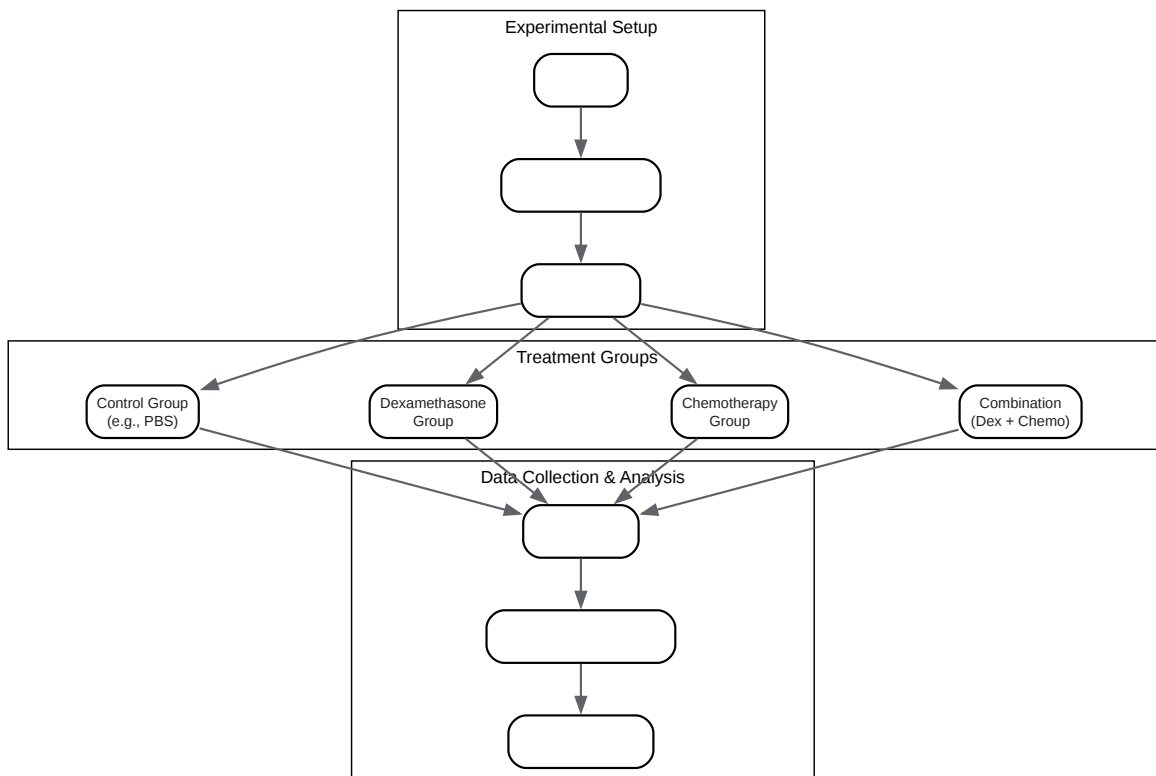 Experimental Setup
Treatment Groups
Control Group
(e.g., PBS)
Dexamethasone
Group
Chemotherapy
Group
Combination
(Dex + Chemo)
Data Collection & Analysis